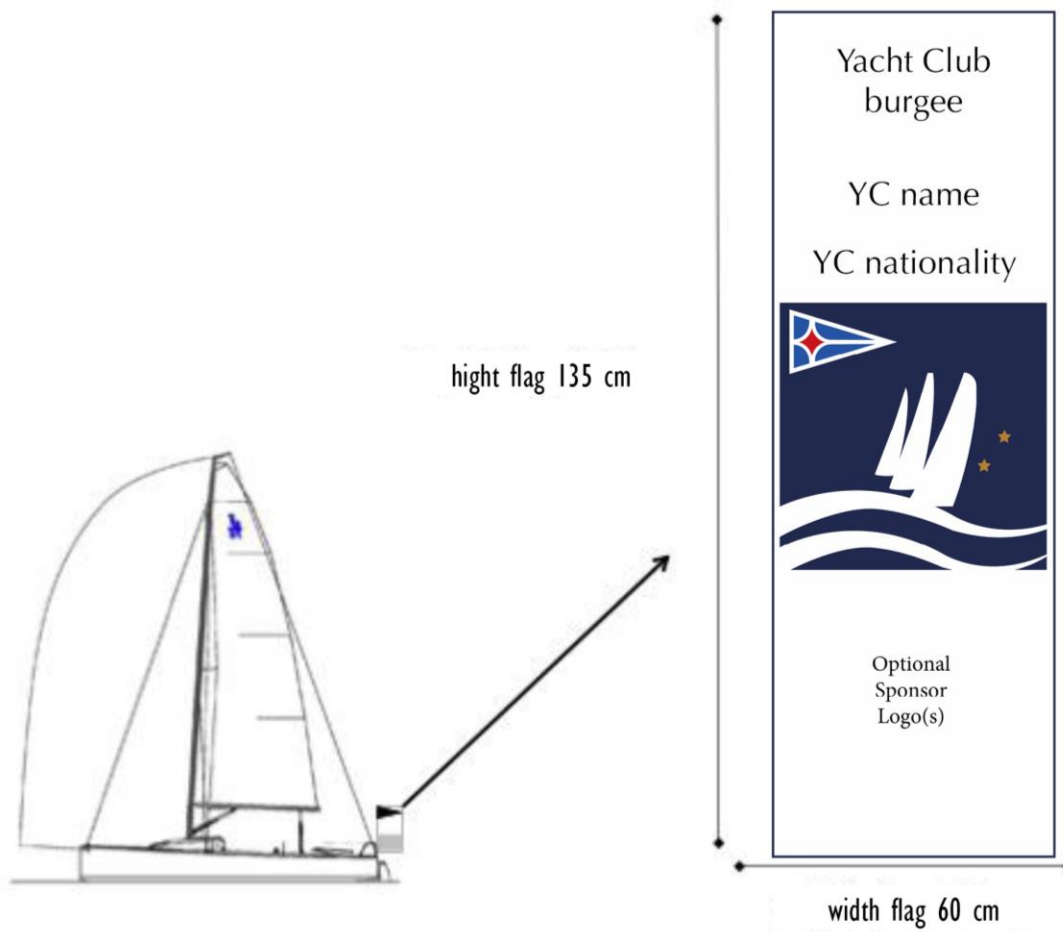 Yacht Club
burgee
YC name
YC nationality
hight flag 135 cm
Optional
Sponsor
Logo(s)
width flag 60 cm